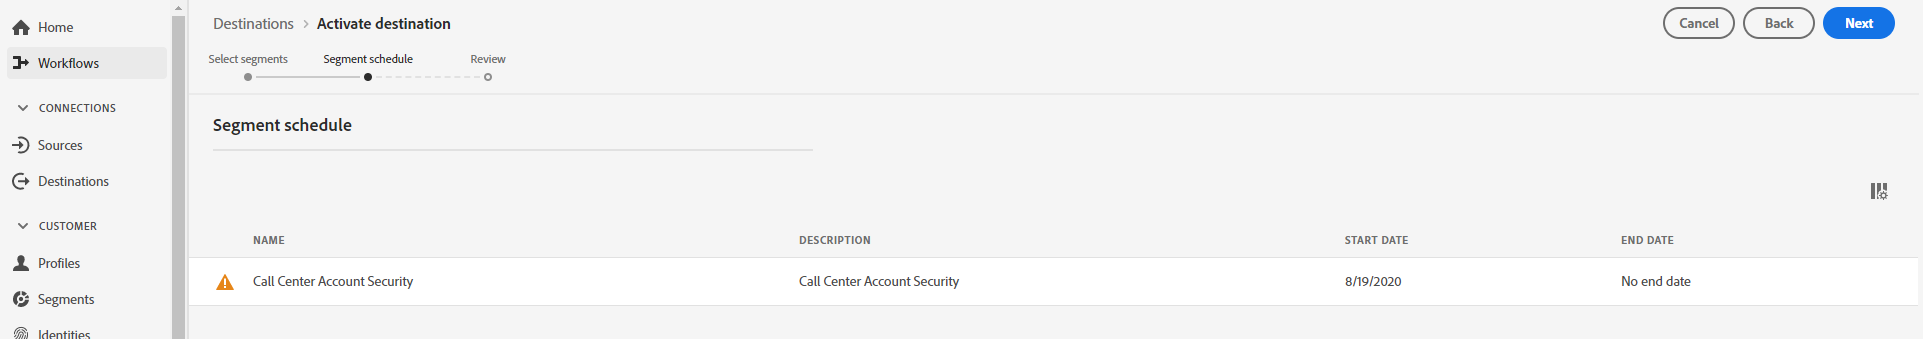 Home
Workflows
CONNECTIONS
Sources
Destinations
CUSTOMER
Profiles
Segments
Identities
Destinations > Activate destination
Cancel
Back
Next
Select segments
Segment schedule
Review
Segment schedule
NAME DESCRIPTION START DATE END DATE
Call Center Account Security Call Center Account Security 8/19/2020 No end date